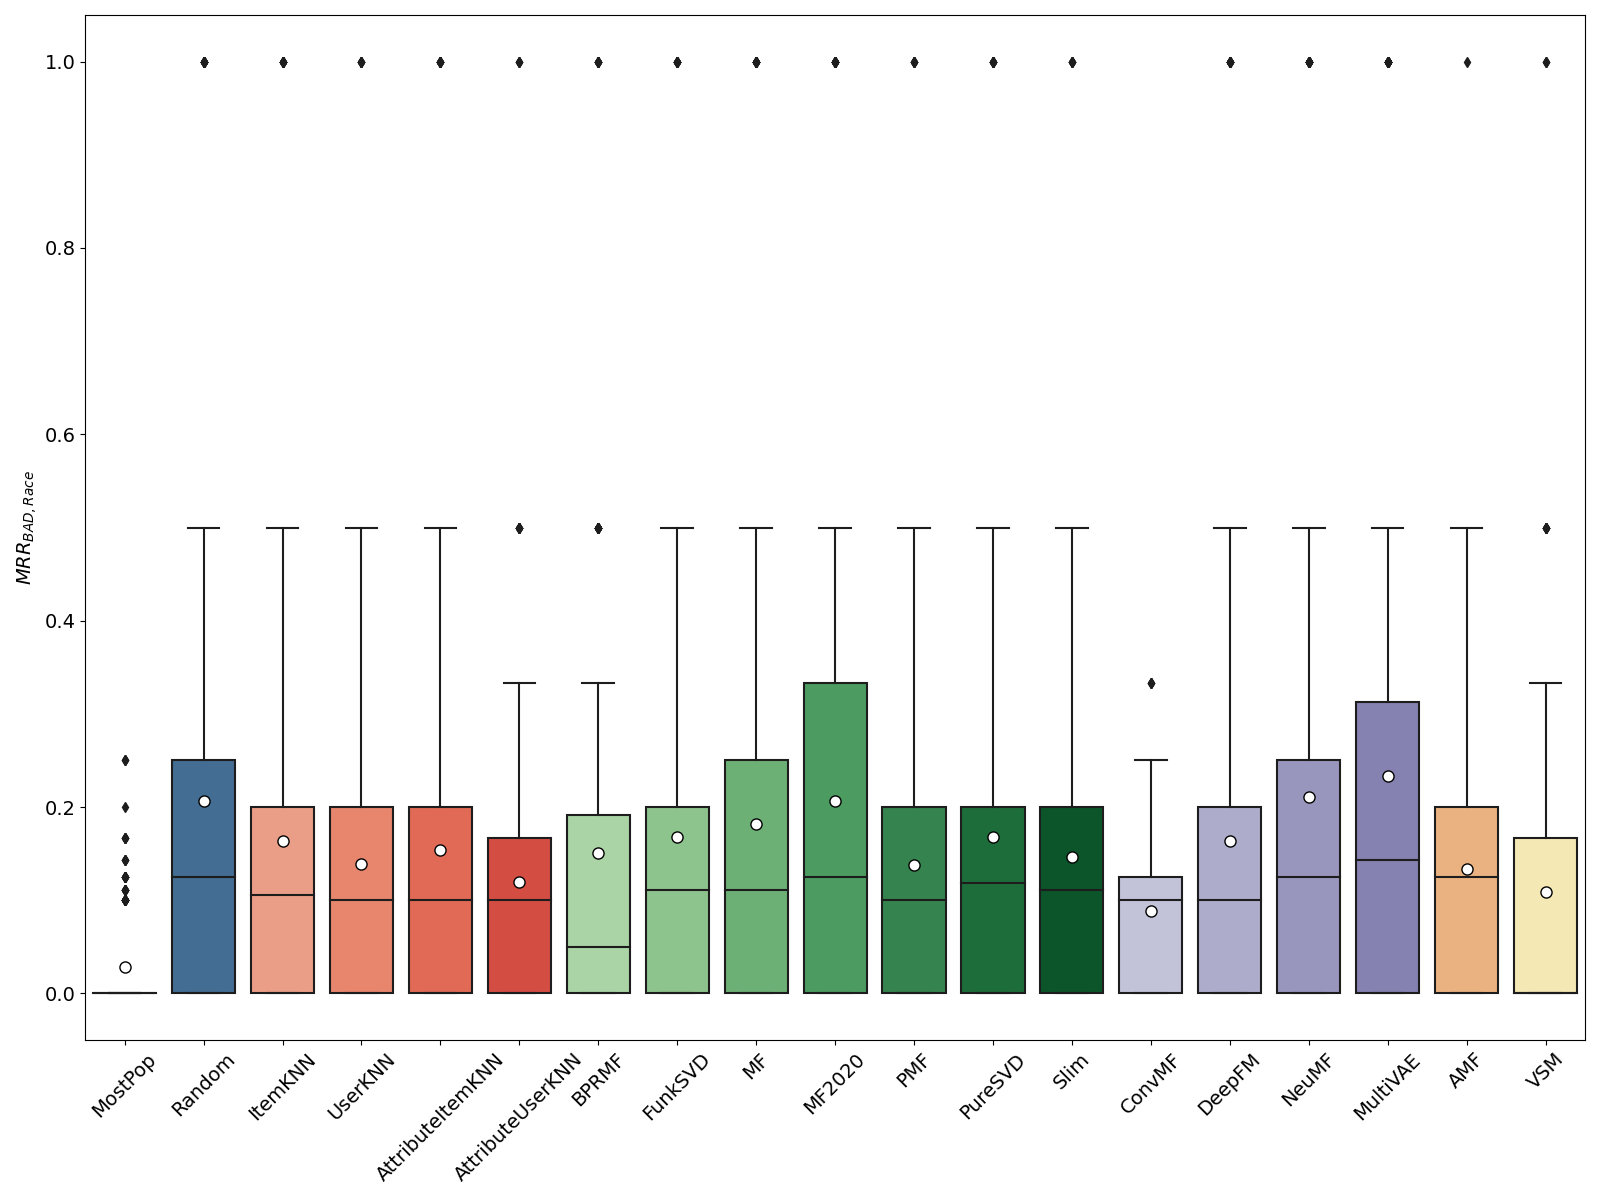 1.0
0.8
0.6
0.4
0.2
0.0
MRR_{BAD, Race}
MostPop
Random
ItemKNN
UserKNN
AttributeItemKNN
AttributeUserKNN
BPRMF
FunkSVD
MF
MF2020
PMF
PureSVD
Slim
ConvMF
DeepFM
NeuMF
MultiVAE
AMF
VSM